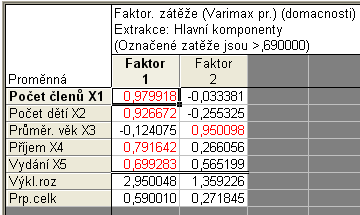 Faktor. zátěže (Varimax pr.) (domacnosti)
Extrakce: Hlavní komponenty
(Označené zatěže jsou >,690000)
Proměnná Faktor 1 Faktor 2
Počet členů X1 0,979918 -0,033381
Počet dětí X2 0,926672 -0,255325
Průměr. věk X3 -0,124075 0,950098
Příjem X4 0,791642 0,266056
Vydání X5 0,699283 0,565199
Výkl.roz 2,950048 1,359226
Prp.celk 0,590010 0,271845